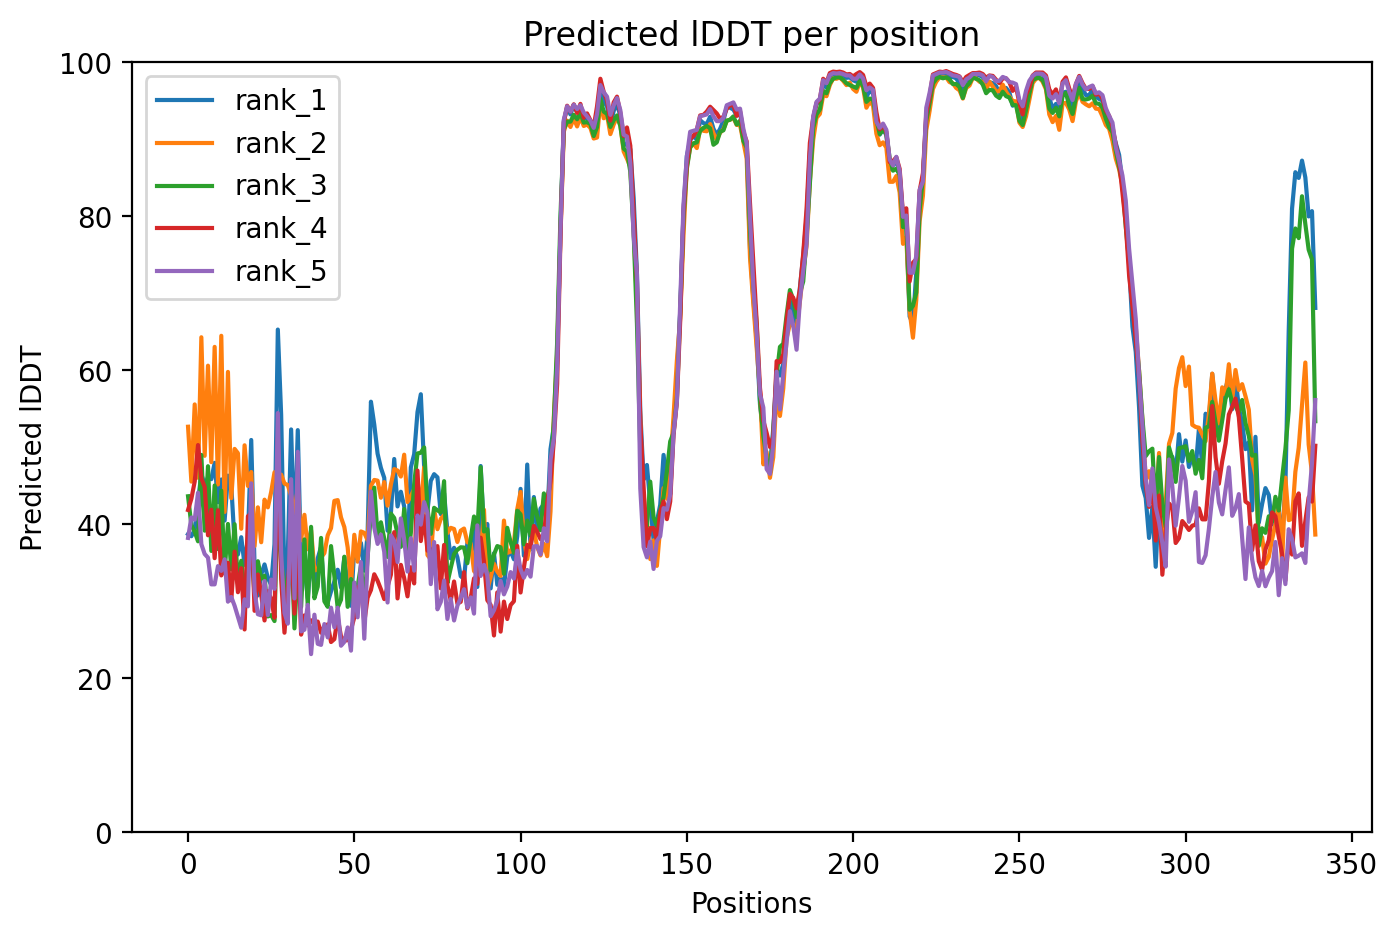 Predicted lDDT per position
100
80
60
40
20
0
Predicted lDDT
rank_1
rank_2
rank_3
rank_4
rank_5
0 50 100 150 200 250 300 350
Positions